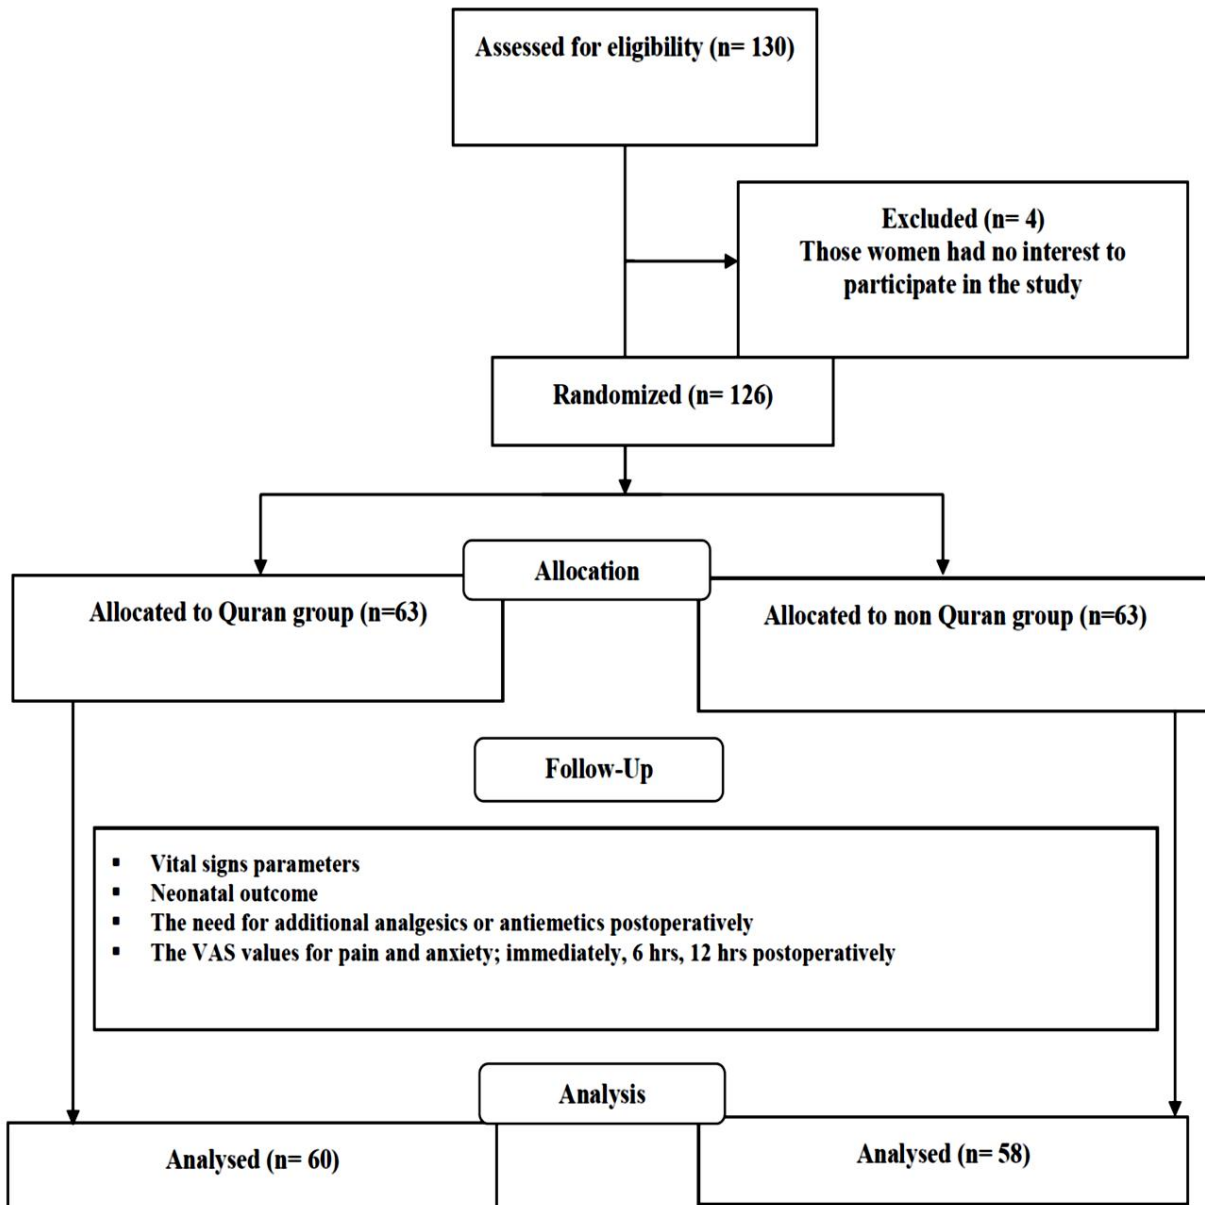 Assessed for eligibility (n= 130)
Excluded (n= 4)
Those women had no interest to
participate in the study
Randomized (n= 126)
Allocation
Allocated to Quran group (n=63)
Allocated to non Quran group (n=63)
Follow-Up
▪ Vital signs parameters
▪ Neonatal outcome
▪ The need for additional analgesics or antiemetics postoperatively
▪ The VAS values for pain and anxiety; immediately, 6 hrs, 12 hrs postoperatively
Analysis
Analysed (n= 60)
Analysed (n= 58)